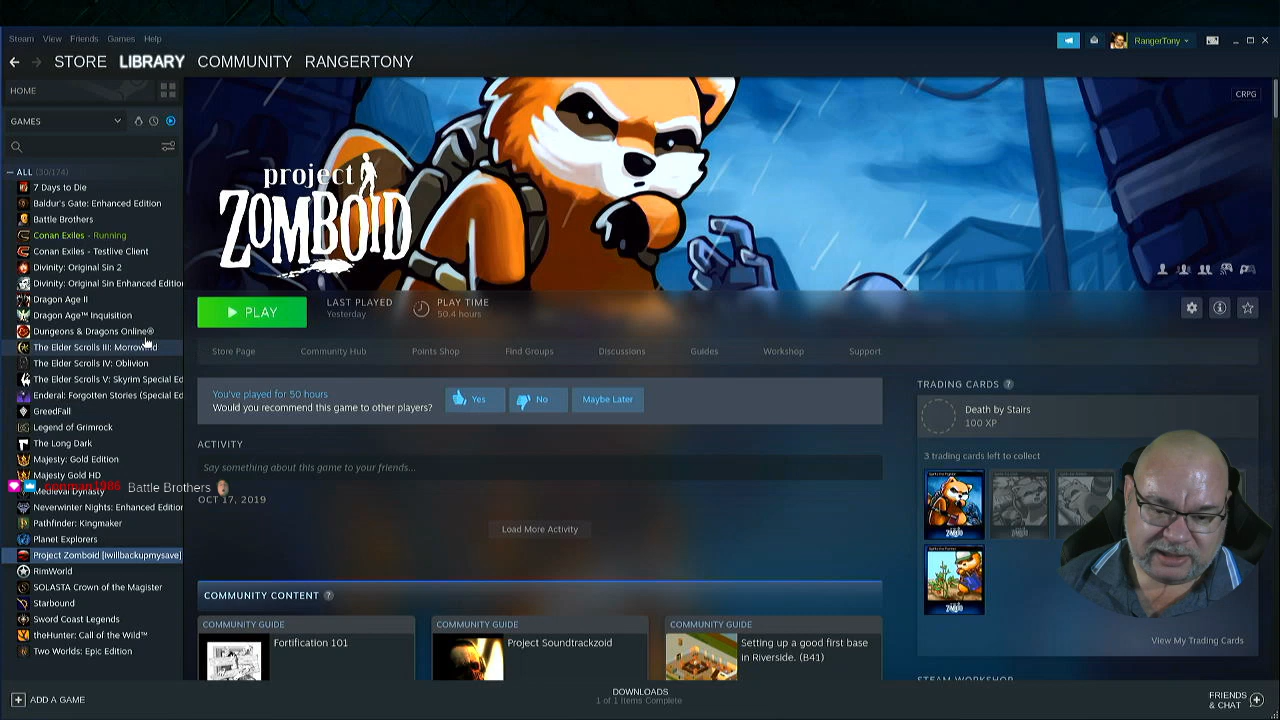 Steam View Friends Games Help
RangerTony
STORE LIBRARY COMMUNITY RANGERTONY
HOME
CRPG
GAMES
ALL (30/174)
7 Days to Die
Baldur's Gate: Enhanced Edition
Battle Brothers
Conan Exiles - Running
Conan Exiles - Testlive Client
Divinity: Original Sin 2
Divinity: Original Sin Enhanced Editio
Dragon Age II
Dragon Age™ Inquisition
Dungeons & Dragons Online®
The Elder Scrolls III: Morrowind
The Elder Scrolls IV: Oblivion
The Elder Scrolls V: Skyrim Special Ed
Enderal: Forgotten Stories (Special Ed
GreedFall
Legend of Grimrock
The Long Dark
Majesty: Gold Edition
Majesty: Gold HD
Medieval Dynasty
Neverwinter Nights: Enhanced Edition
Pathfinder: Kingmaker
Planet Explorers
Project Zomboid [iwillbackupmysave]
RimWorld
SOLASTA Crown of the Magister
Starbound
Sword Coast Legends
theHunter: Call of the Wild™
Two Worlds: Epic Edition
Battle Brothers
project
ZOMBOID
PLAY
LAST PLAYED
Yesterday
PLAY TIME
50.4 hours
Store Page Community Hub Points Shop Find Groups Discussions Guides Workshop Support
You've played for 50 hours
Would you recommend this game to other players?
Yes No Maybe Later
ACTIVITY
Say something about this game to your friends...
OCT 17, 2019
Load More Activity
COMMUNITY CONTENT ?
COMMUNITY GUIDE
Fortification 101
COMMUNITY GUIDE
Project Soundtrackzoid
COMMUNITY GUIDE
Setting up a good first base
in Riverside. (B41)
TRADING CARDS ?
Death by Stairs
100 XP
3 trading cards left to collect
View My Trading Cards
STEAM WORKSHOP
ADD A GAME
DOWNLOADS
1 of 1 Items Complete
FRIENDS
& CHAT